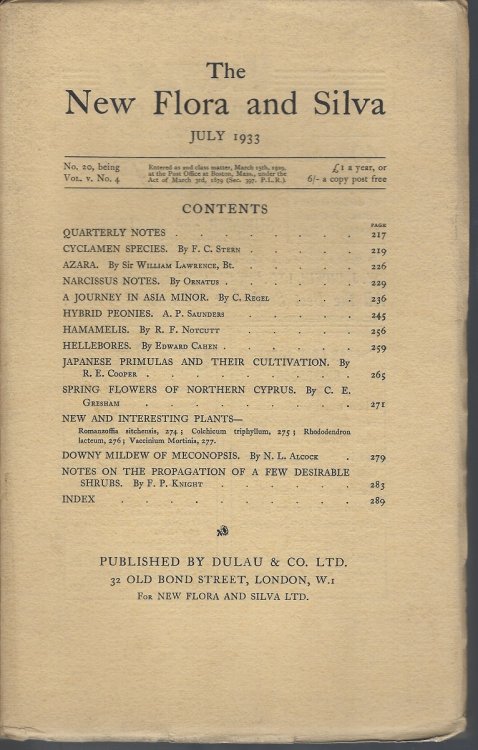 The
New Flora and Silva
JULY 1933
No. 20, being
Vol. v. No. 4
Entered as 2nd class matter, March 15th, 1929,
at the Post Office at Boston, Mass., under the
Act of March 3rd, 1879 (Sec. 397. P.L.R.).
£1 a year, or
6/- a copy post free
CONTENTS
PAGE
QUARTERLY NOTES . . . . . . . . 217
CYCLAMEN SPECIES. By F. C. Stern . . . . . 219
AZARA. By Sir William Lawrence, Bt. . . . . . 226
NARCISSUS NOTES. By Ornatus . . . . . . 229
A JOURNEY IN ASIA MINOR. By C. Regel . . . . 236
HYBRID PEONIES. A. P. Saunders . . . . . 245
HAMAMELIS. By R. F. Notcutt . . . . . . 256
HELLEBORES. By Edward Cahen . . . . . . 259
JAPANESE PRIMULAS AND THEIR CULTIVATION. By
R. E. Cooper . . . . . . . . 265
SPRING FLOWERS OF NORTHERN CYPRUS. By C. E.
Gresham . . . . . . . . . 271
NEW AND INTERESTING PLANTS—
Romanzoffia sitchensis, 274; Colchicum triphyllum, 275; Rhododendron
lacteum, 276; Vaccinium Mortinia, 277.
DOWNY MILDEW OF MECONOPSIS. By N. L. Alcock . 279
NOTES ON THE PROPAGATION OF A FEW DESIRABLE
SHRUBS. By F. P. Knight . . . . . . 283
INDEX . . . . . . . . . . 289
PUBLISHED BY DULAU & CO. LTD.
32 OLD BOND STREET, LONDON, W.1
For NEW FLORA AND SILVA LTD.